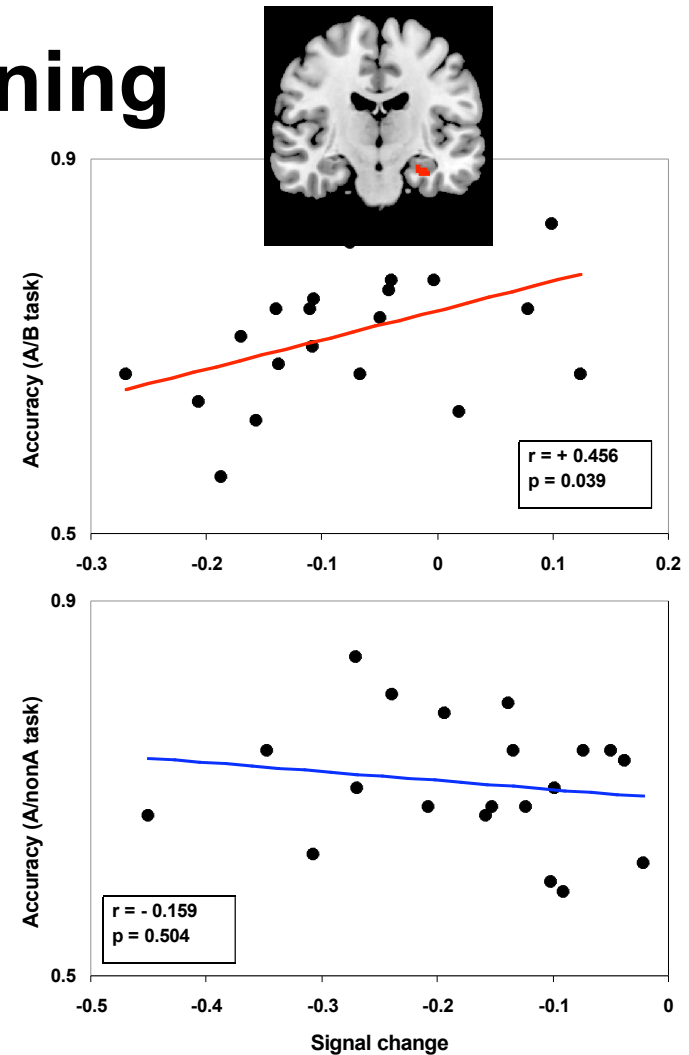 ning
0.9
Accuracy (A/B task)
r = + 0.456
p = 0.039
0.5
-0.3 -0.2 -0.1 0 0.1 0.2
0.9
Accuracy (A/nonA task)
r = - 0.159
p = 0.504
0.5
-0.5 -0.4 -0.3 -0.2 -0.1 0
Signal change